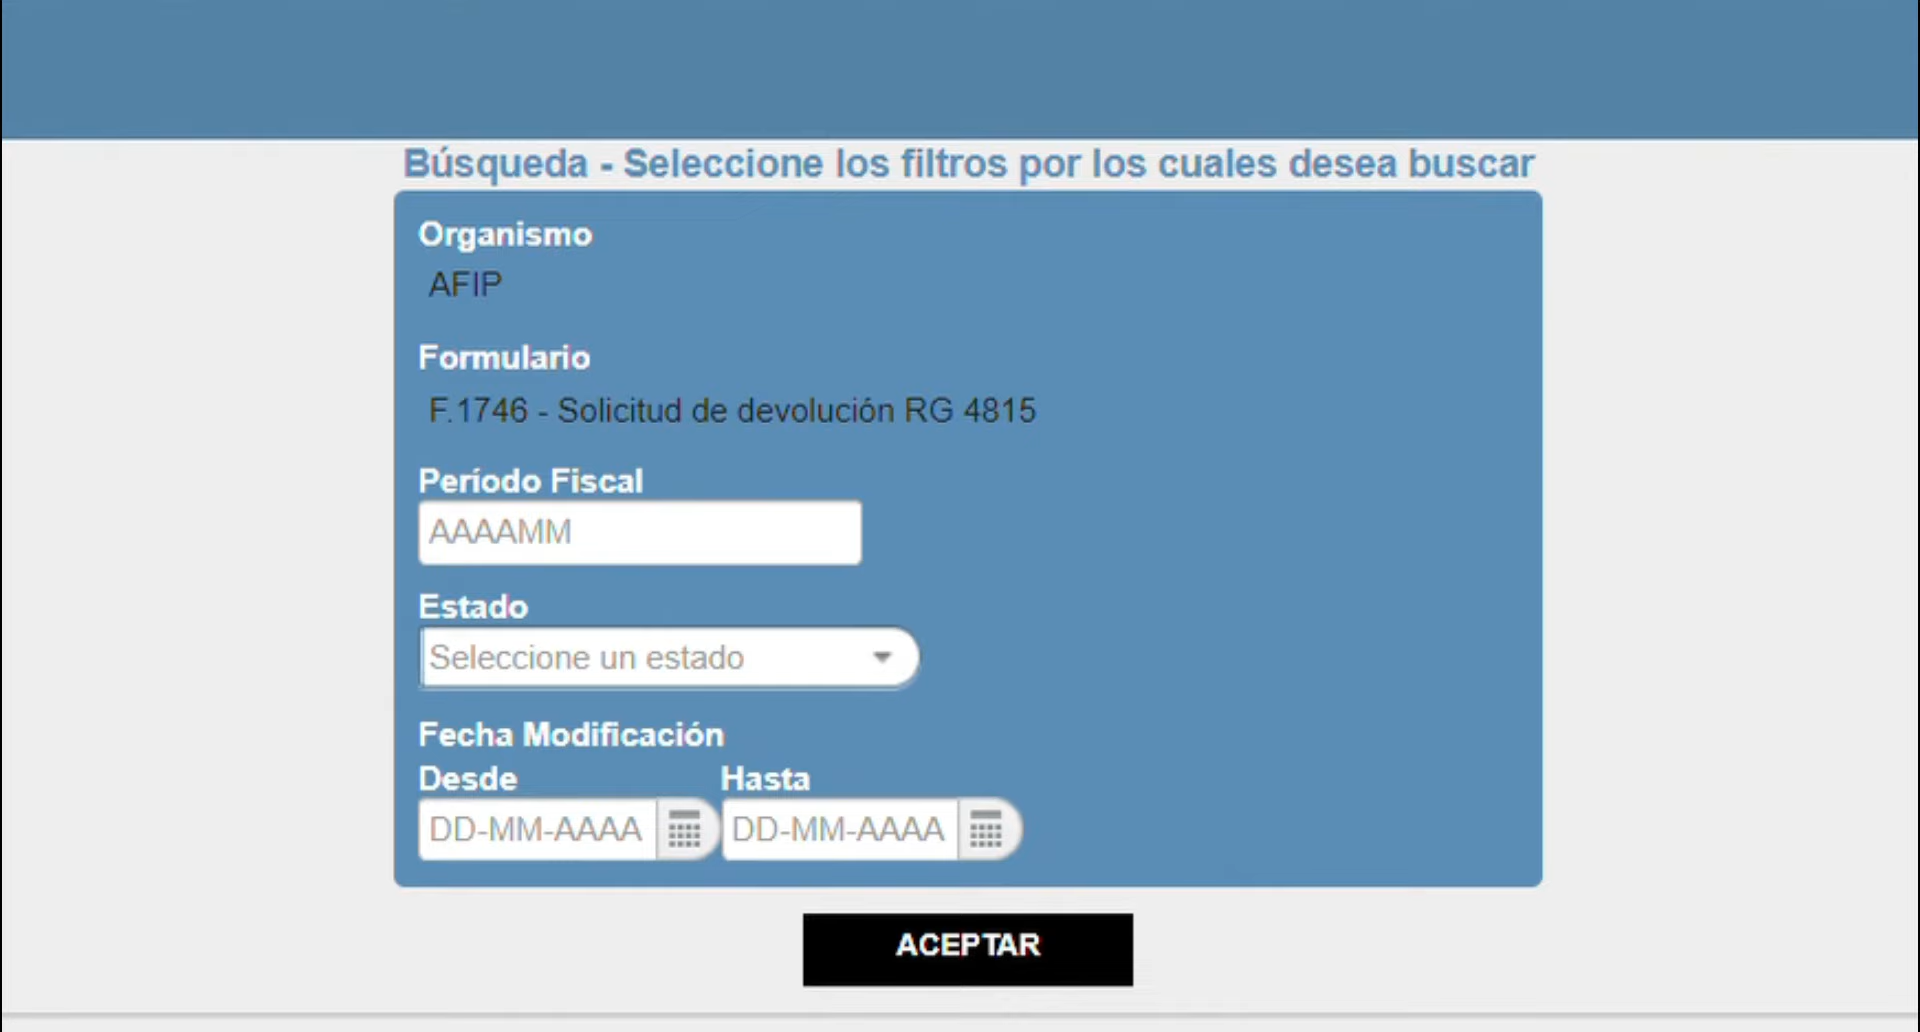 Búsqueda - Seleccione los filtros por los cuales desea buscar
Organismo
AFIP
Formulario
F.1746 - Solicitud de devolución RG 4815
Período Fiscal
AAAAMM
Estado
Seleccione un estado
Fecha Modificación
Desde Hasta
DD-MM-AAAA DD-MM-AAAA
ACEPTAR